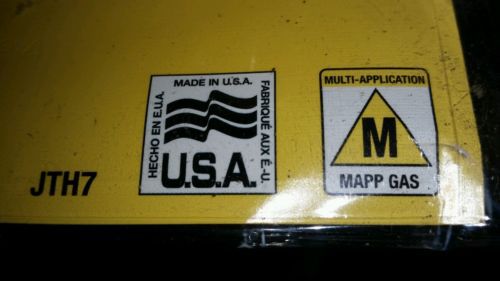 JTH7
MADE IN U.S.A.
HECHO EN E.U.A.
FABRIQUÉ AUX É-U.
U.S.A.
MULTI-APPLICATION
M
MAPP GAS